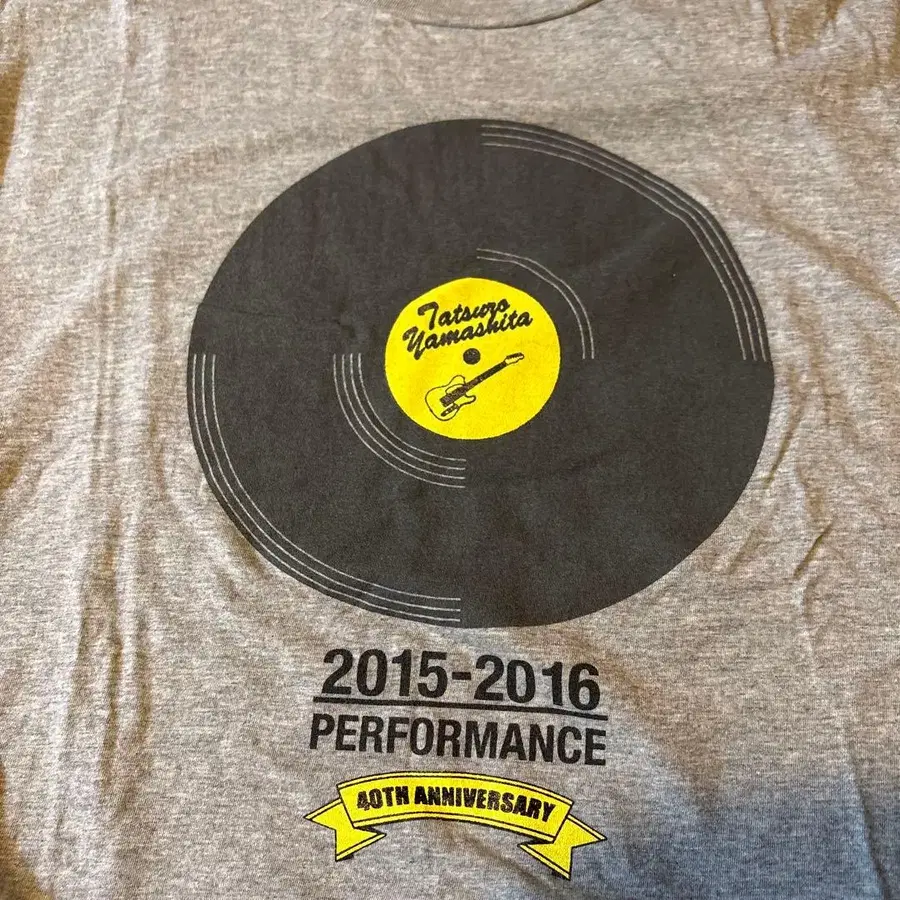 Tatsuro
Yamashita
2015-2016
PERFORMANCE
40TH ANNIVERSARY